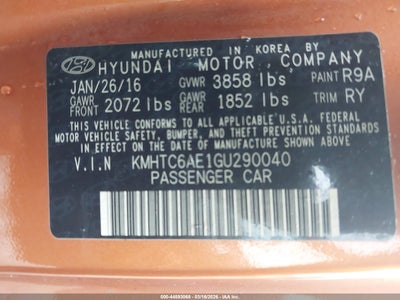 MANUFACTURED IN KOREA BY
HYUNDAI MOTOR COMPANY
JAN/26/16 GVWR 3858 lbs PAINT R9A
GAWR FRT 2072 lbs GAWR REAR 1852 lbs TRIM RY
THIS VEHICLE CONFORMS TO ALL APPLICABLE U.S.A. FEDERAL
MOTOR VEHICLE SAFETY, BUMPER, AND THEFT PREVENTION
STANDARDS IN EFFECT ON THE DATE OF MANUFACTURE SHOWN ABOVE.
V.I.N KMHTC6AE1GU290040
PASSENGER CAR